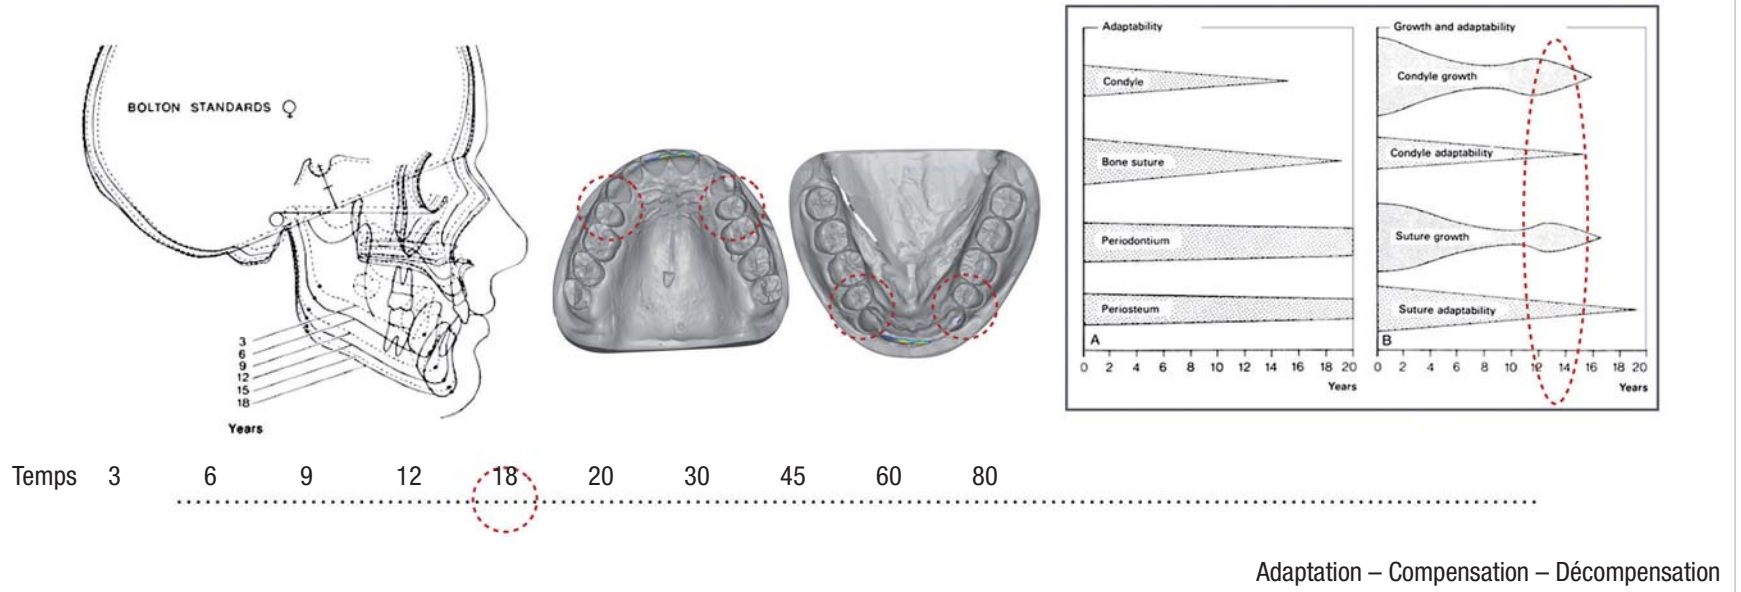 BOLTON STANDARDS ♀
3
6
9
12
15
18
Years
Adaptability
Condyle
Bone suture
Periodontium
Periosteum
A
0 2 4 6 8 10 12 14 16 18 20
Years
Growth and adaptability
Condyle growth
Condyle adaptability
Suture growth
Suture adaptability
B
0 2 4 6 8 10 12 14 16 18 20
Years
Temps 3 6 9 12 18 20 30 45 60 80
Adaptation – Compensation – Décompensation